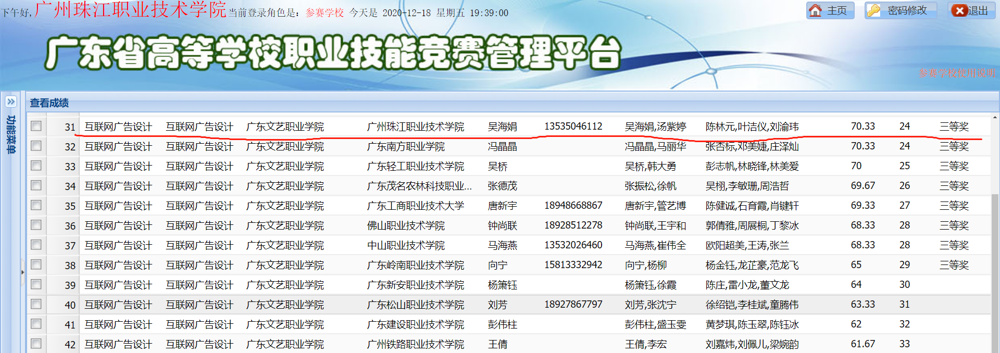 下午好,广州珠江职业技术学院当前登录角色是：参赛学校 今天是 2020-12-18 星期五 19:39:00
主页 密码修改 退出
广东省高等学校职业技能竞赛管理平台
参赛学校使用说明
功能菜单
查看成绩
31 互联网广告设计 互联网广告设计 广东文艺职业学院 广州珠江职业技术学院 吴海娟 13535046112 吴海娟,汤紫婷 陈林元,叶洁仪,刘渝玮 70.33 24 三等奖
32 互联网广告设计 互联网广告设计 广东文艺职业学院 广东南方职业学院 冯晶晶 冯晶晶,马丽华 张杏标,邓美婕,庄泽灿 70.33 24 三等奖
33 互联网广告设计 互联网广告设计 广东文艺职业学院 广东轻工职业技术学院 吴桥 吴桥,韩大勇 彭志帆,林晓锋,林美爱 70 25 三等奖
34 互联网广告设计 互联网广告设计 广东文艺职业学院 广东茂名农林科技职业... 张德茂 张振松,徐帆 吴栩,李敏珊,周浩哲 69.67 26 三等奖
35 互联网广告设计 互联网广告设计 广东文艺职业学院 广东工商职业技术大学 唐新宇 18948668867 唐新宇,管艺博 陈健诚,石育霞,肖键轩 69.33 27 三等奖
36 互联网广告设计 互联网广告设计 广东文艺职业学院 佛山职业技术学院 钟尚联 18928512278 钟尚联,王宇和 郭倩雅,周展桐,丁黎冰 68.33 28 三等奖
37 互联网广告设计 互联网广告设计 广东文艺职业学院 中山职业技术学院 马海燕 13532026460 马海燕,崔伟全 欧阳超美,王涛,张兰 68.33 28 三等奖
38 互联网广告设计 互联网广告设计 广东文艺职业学院 广东岭南职业技术学院 向宁 15813332942 向宁,杨柳 杨金钰,龙芷豪,范龙飞 65 29 三等奖
39 互联网广告设计 互联网广告设计 广东文艺职业学院 广东新安职业技术学院 杨箫钰 杨箫钰,徐霞 陈庄,雷小龙,董文龙 64 30
40 互联网广告设计 互联网广告设计 广东文艺职业学院 广东松山职业技术学院 刘芳 18927867797 刘芳,张沈宁 徐绍铠,李桂斌,童腾伟 63.33 31
41 互联网广告设计 互联网广告设计 广东文艺职业学院 广东建设职业技术学院 彭伟柱 彭伟柱,盛玉雯 黄梦琪,陈玉翠,陈钰冰 62 32
42 互联网广告设计 互联网广告设计 广东文艺职业学院 广州铁路职业技术学院 王倩 王倩,李宏 刘嘉炜,刘佩儿,梁婉韵 61.67 33